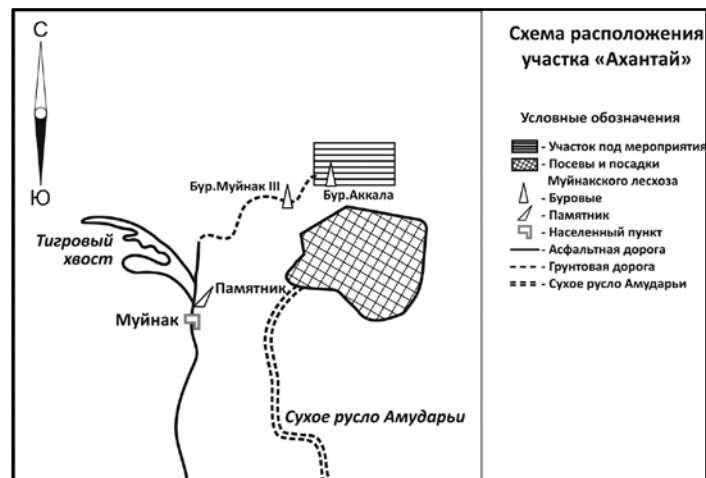 С
Ю
Бур.Муйнак III
Бур.Аккала
Тигровый
хвост
Памятник
Муйнак
Сухое русло Амударьи
Схема расположения
участка «Ахантай»
Условные обозначения
- Участок под мероприятия
- Посевы и посадки
Муйнакского лесхоза
- Буровые
- Памятник
- Населенный пункт
- Асфальтная дорога
- Грунтовая дорога
- Сухое русло Амударьи